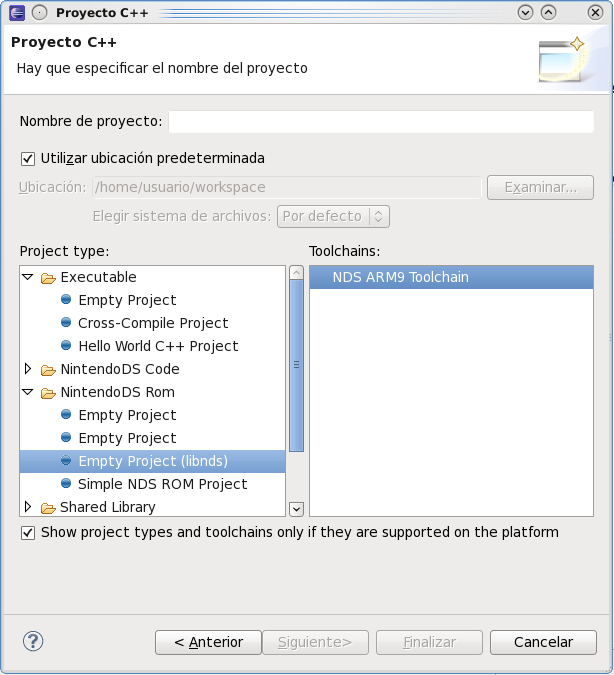 Proyecto C++
Proyecto C++
Hay que especificar el nombre del proyecto
Nombre de proyecto:
Utilizar ubicación predeterminada
Ubicación: /home/usuario/workspace Examinar...
Elegir sistema de archivos: Por defecto
Project type: Toolchains:
Executable NDS ARM9 Toolchain
Empty Project
Cross-Compile Project
Hello World C++ Project
NintendoDS Code
NintendoDS Rom
Empty Project
Empty Project
Empty Project (libnds)
Simple NDS ROM Project
Shared Library
Show project types and toolchains only if they are supported on the platform
? < Anterior Siguiente> Finalizar Cancelar